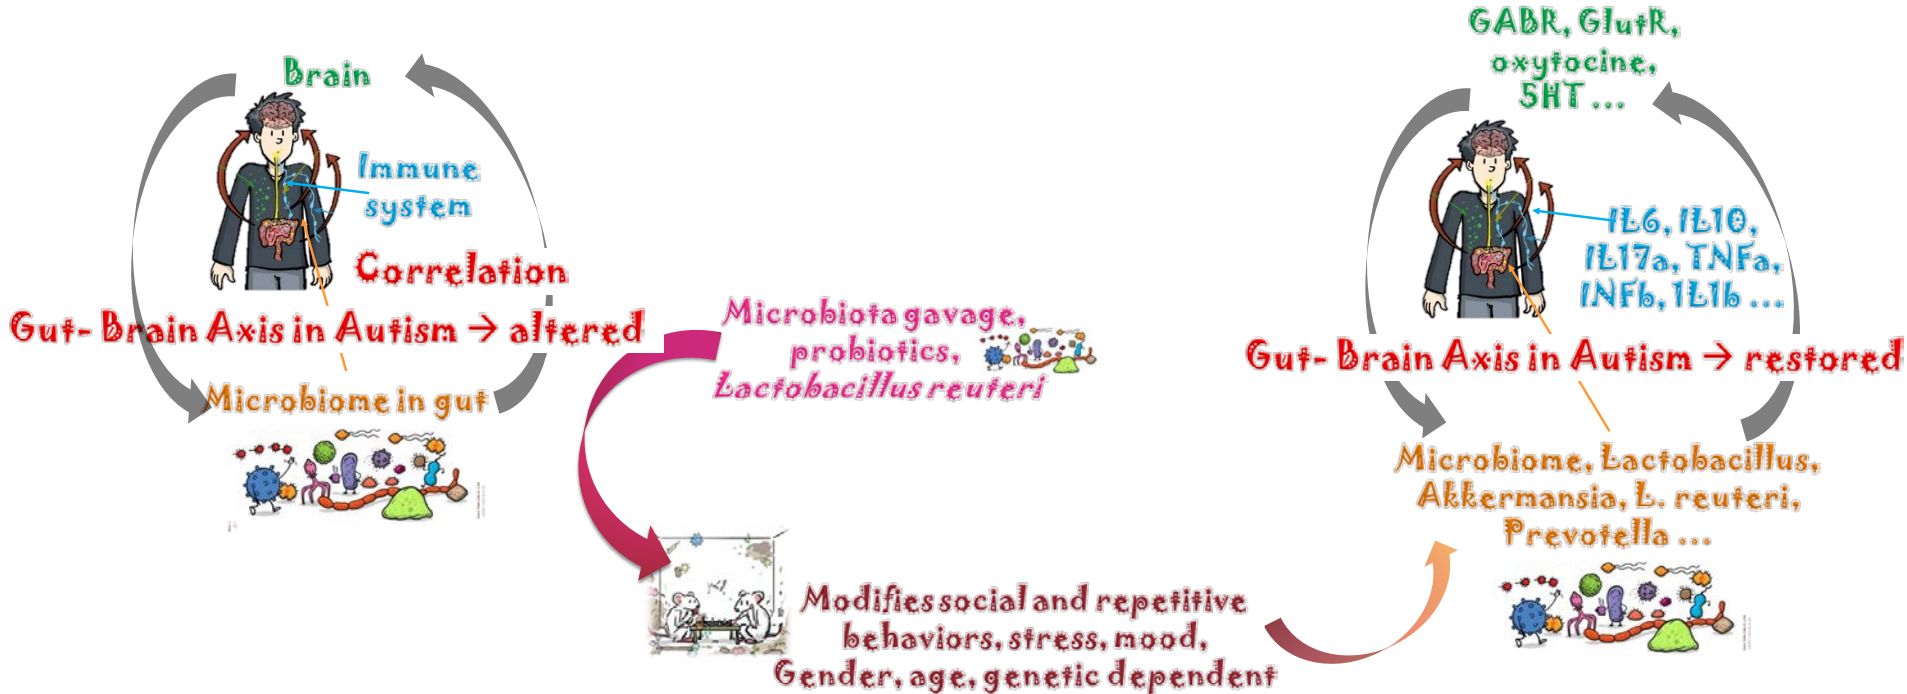 Brain
Immune
system
Correlation
Gut- Brain Axis in Autism → altered
Microbiome in gut
Microbiota gavage,
probiotics,
Lactobacillus reuteri
Modifies social and repetitive
behaviors, stress, mood,
Gender, age, genetic dependent
GABR, GlutR,
oxytocine,
5HT ...
IL6, IL10,
IL17a, TNFa,
INFb, IL1b ...
Gut- Brain Axis in Autism → restored
Microbiome, Lactobacillus,
Akkermansia, L. reuteri,
Prevotella ...